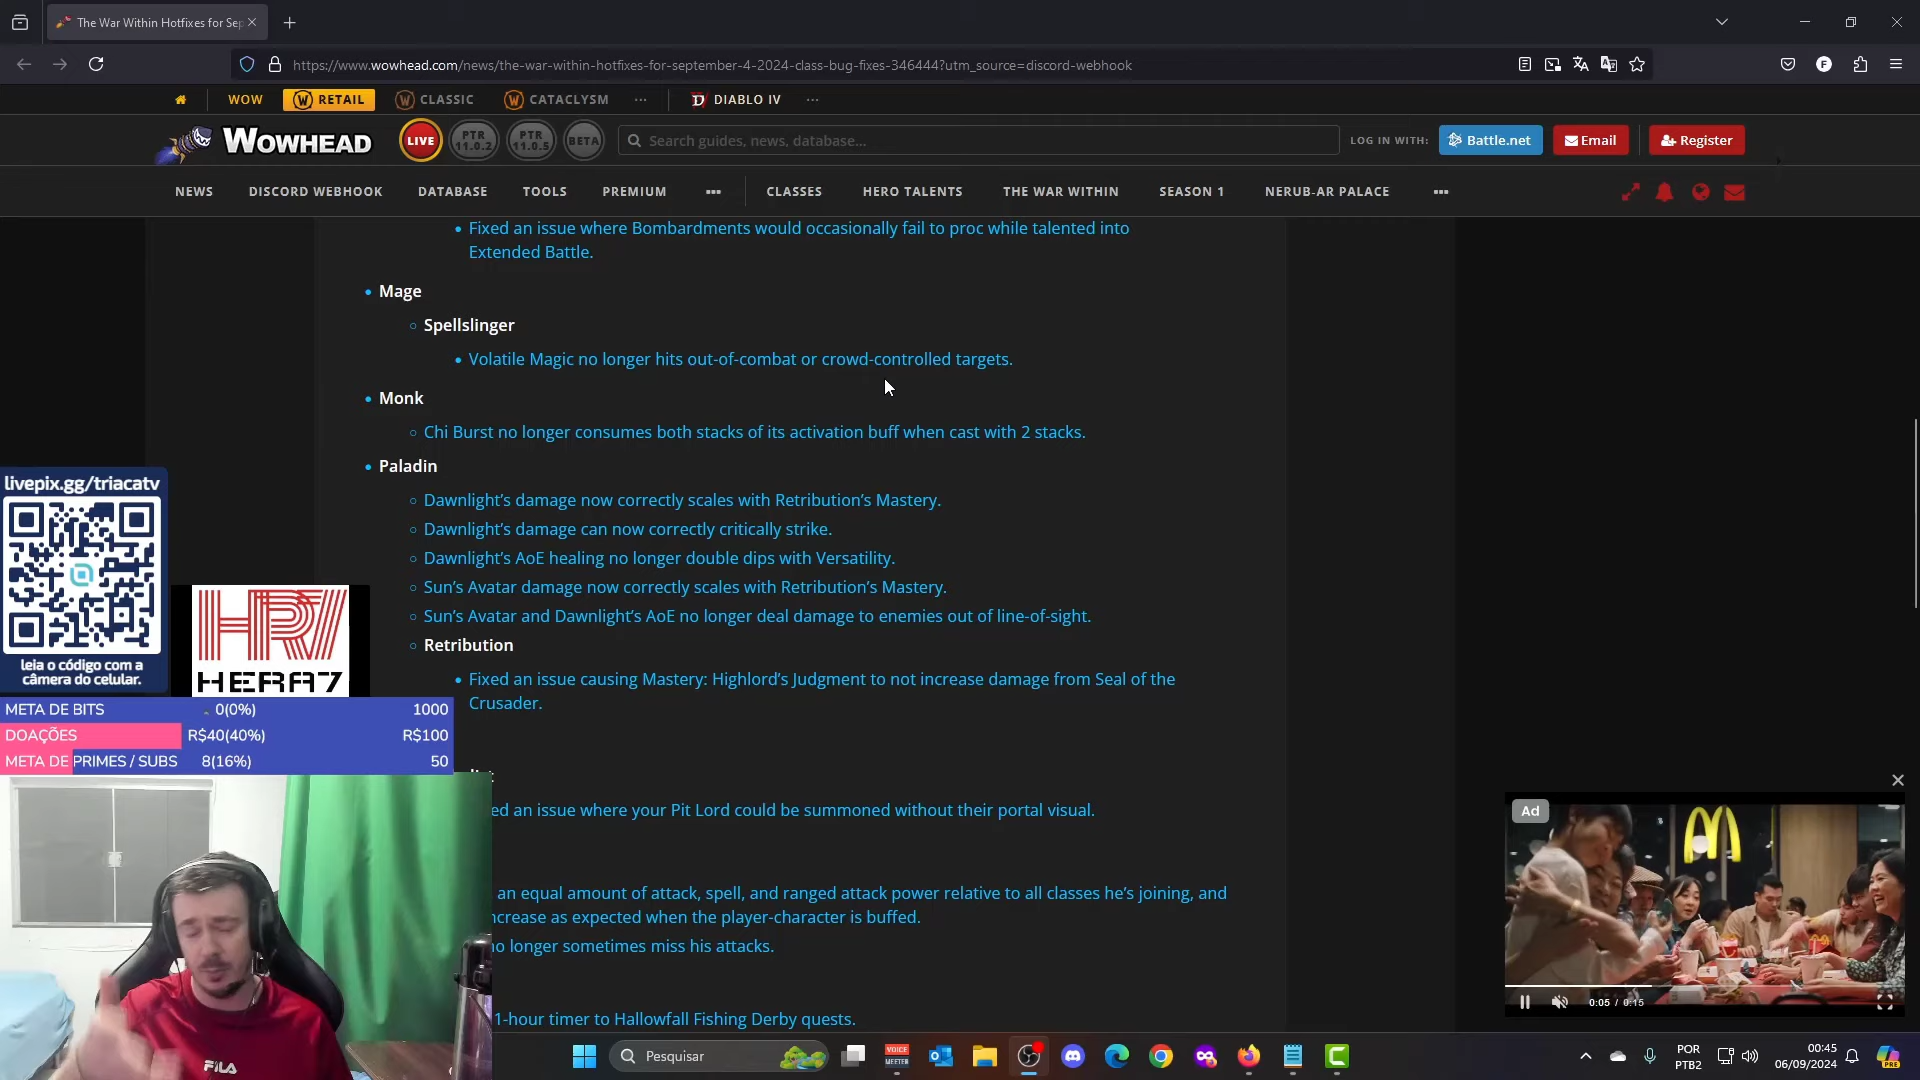 The War Within Hotfixes for Sep
https://www.wowhead.com/news/the-war-within-hotfixes-for-september-4-2024-class-bug-fixes-346444?utm_source=discord-webhook
WOW
RETAIL
CLASSIC
CATACLYSM
DIABLO IV
WOWHEAD
LIVE
PTR
11.0.2
PTR
11.0.5
BETA
Search guides, news, database...
LOG IN WITH:
Battle.net
Email
Register
NEWS
DISCORD WEBHOOK
DATABASE
TOOLS
PREMIUM
CLASSES
HERO TALENTS
THE WAR WITHIN
SEASON 1
NERUB-AR PALACE
Fixed an issue where Bombardments would occasionally fail to proc while talented into
Extended Battle.
Mage
Spellslinger
Volatile Magic no longer hits out-of-combat or crowd-controlled targets.
Monk
Chi Burst no longer consumes both stacks of its activation buff when cast with 2 stacks.
Paladin
Dawnlight's damage now correctly scales with Retribution's Mastery.
Dawnlight's damage can now correctly critically strike.
Dawnlight's AoE healing no longer double dips with Versatility.
Sun's Avatar damage now correctly scales with Retribution's Mastery.
Sun's Avatar and Dawnlight's AoE no longer deal damage to enemies out of line-of-sight.
Retribution
Fixed an issue causing Mastery: Highlord's Judgment to not increase damage from Seal of the
Crusader.
ed an issue where your Pit Lord could be summoned without their portal visual.
an equal amount of attack, spell, and ranged attack power relative to all classes he's joining, and
ncrease as expected when the player-character is buffed.
no longer sometimes miss his attacks.
1-hour timer to Hallowfall Fishing Derby quests.
livepix.gg/triacatv
leia o código com a
câmera do celular.
HR7
HERA7
META DE BITS 0(0%) 1000
DOAÇÕES R$40(40%) R$100
META DE PRIMES / SUBS 8(16%) 50
FILA
Ad
0:05 / 0:15
Pesquisar
VOICE
MEETER
POR
PTB2
00:45
06/09/2024
PRE